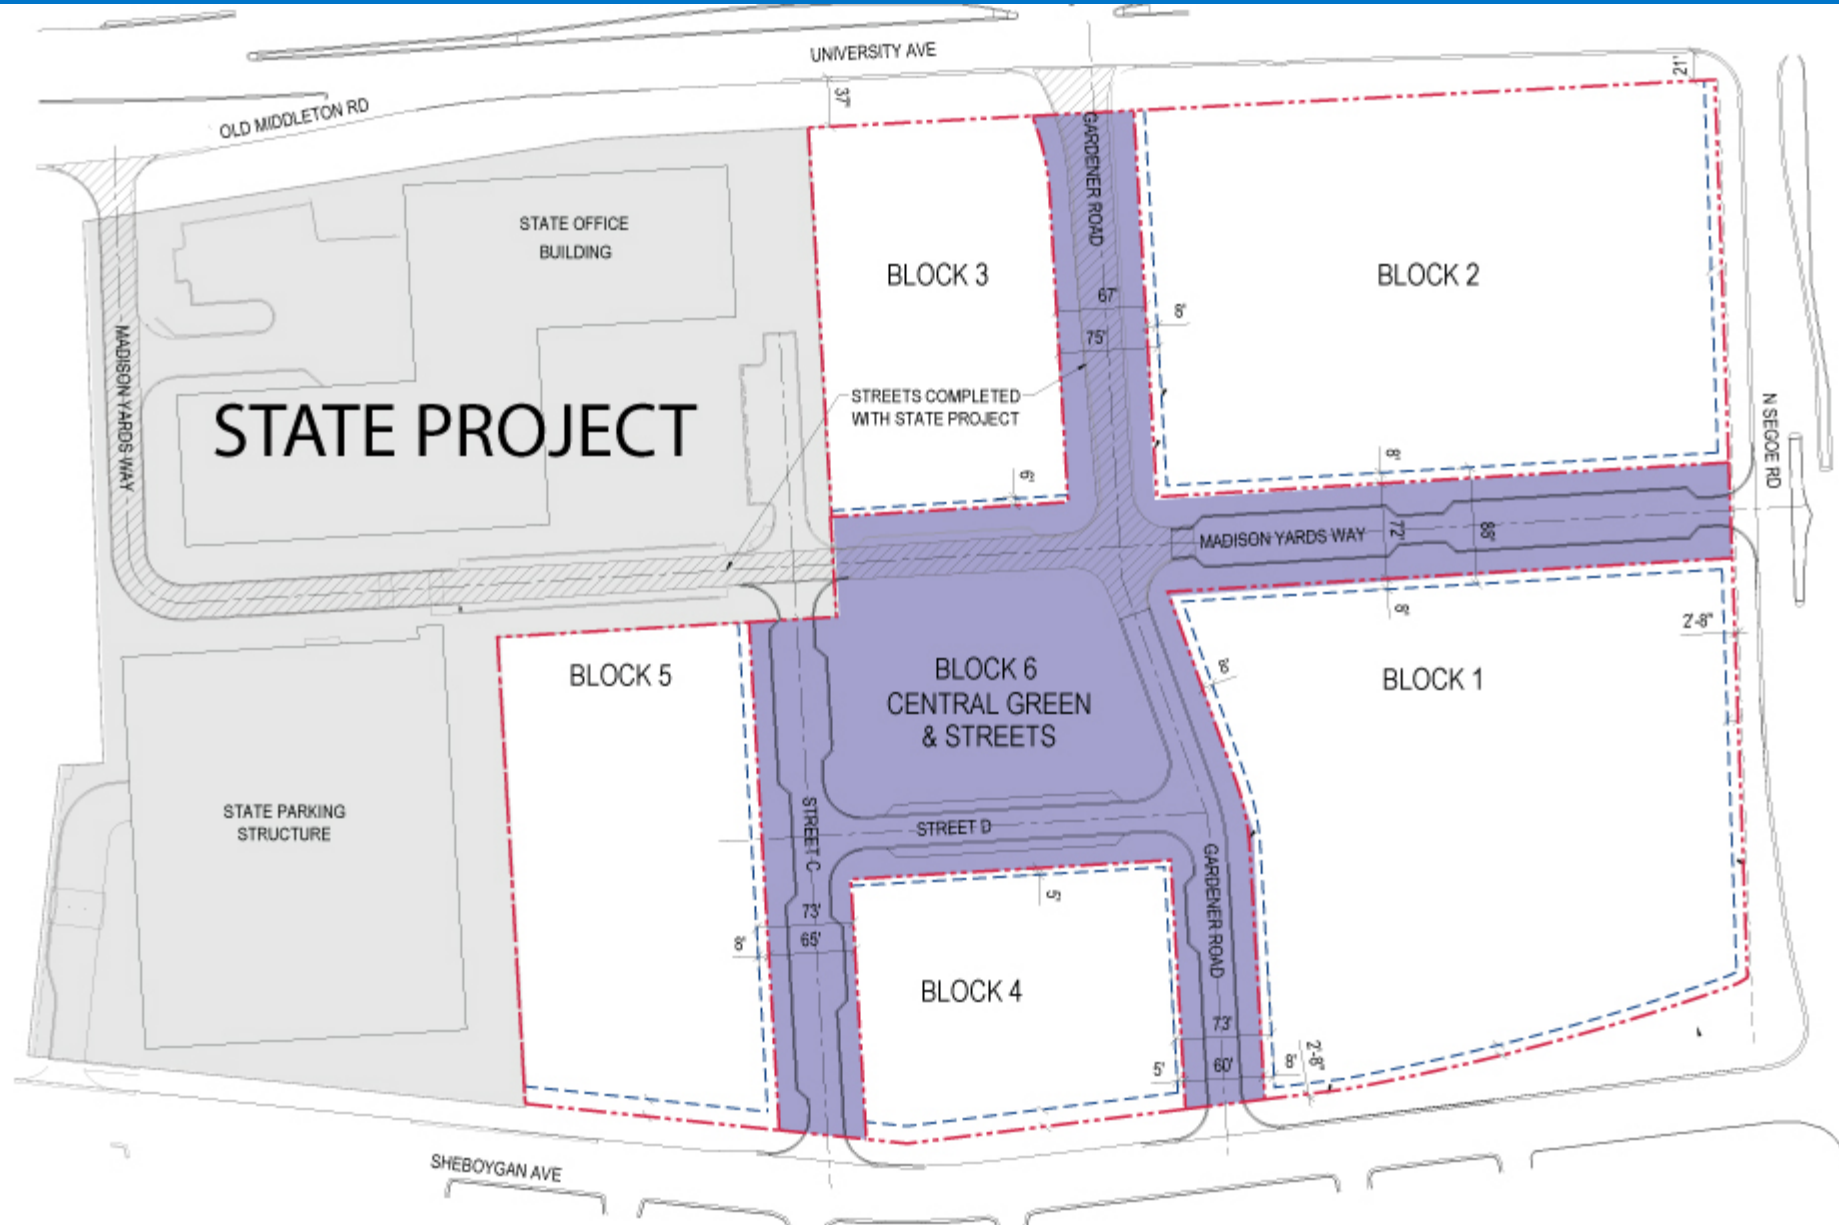 UNIVERSITY AVE
21'
37'
OLD MIDDLETON RD
GARDENER ROAD
STATE OFFICE
BUILDING
BLOCK 3
BLOCK 2
67'
8'
75'
MADISON YARDS WAY
STATE PROJECT
STREETS COMPLETED
WITH STATE PROJECT
N SEGOE RD
8'
6'
MADISON YARDS WAY
72'
88'
8'
2'-8"
BLOCK 5
BLOCK 6
CENTRAL GREEN
& STREETS
8'
BLOCK 1
STATE PARKING
STRUCTURE
STREET C
STREET D
GARDENER ROAD
5'
73'
65'
8'
BLOCK 4
73'
5'
60'
8'
2'-8"
SHEBOYGAN AVE